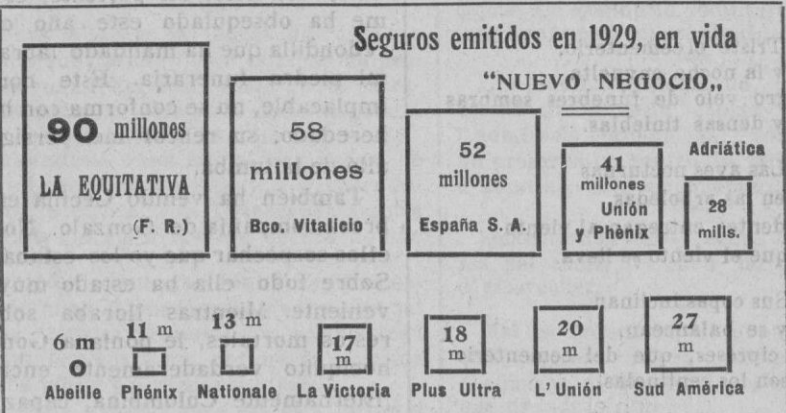 Seguros emitidos en 1929, en vida
“NUEVO NEGOCIO„
90 millones
LA EQUITATIVA
(F. R.)
58
millones
Bco. Vitalicio
52
millones
España S. A.
41
millones
Unión
y Phénix
Adriática
28
mills.
6 m
Abeille
11 m
Phénix
13 m
Nationale
17
m
La Victoria
18
m
Plus Ultra
20
m
L'Unión
27
m
Sud América